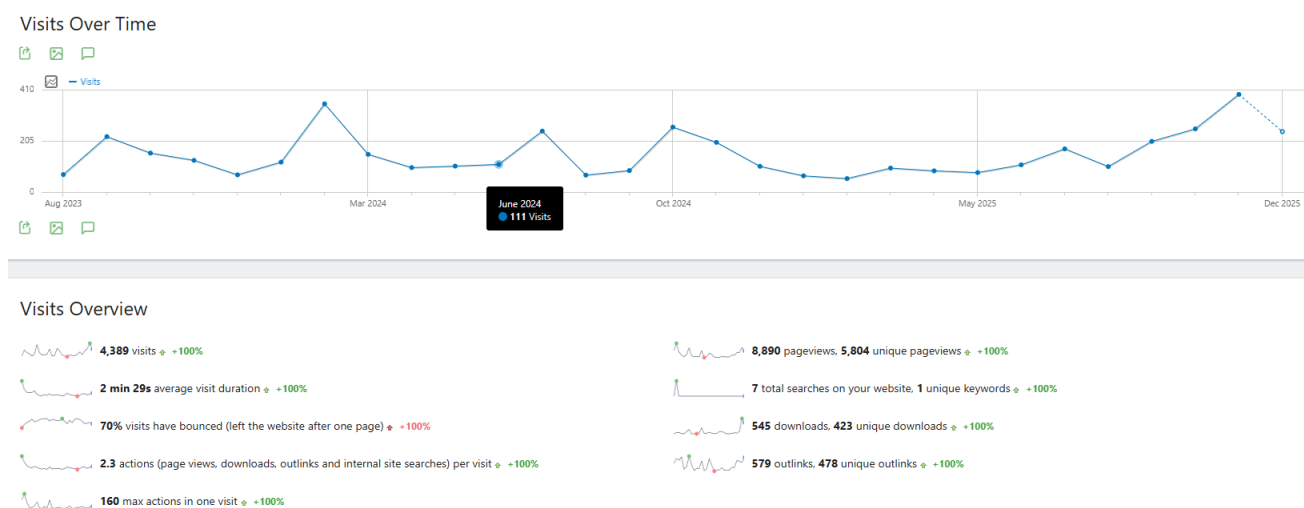 Visits Over Time
Visits
410
205
0
Aug 2023
Mar 2024
Oct 2024
May 2025
Dec 2025
June 2024
111 Visits
Visits Overview
4,389 visits +100%
2 min 29s average visit duration +100%
70% visits have bounced (left the website after one page) +100%
2.3 actions (page views, downloads, outlinks and internal site searches) per visit +100%
160 max actions in one visit +100%
8,890 pageviews, 5,804 unique pageviews +100%
7 total searches on your website, 1 unique keywords +100%
545 downloads, 423 unique downloads +100%
579 outlinks, 478 unique outlinks +100%